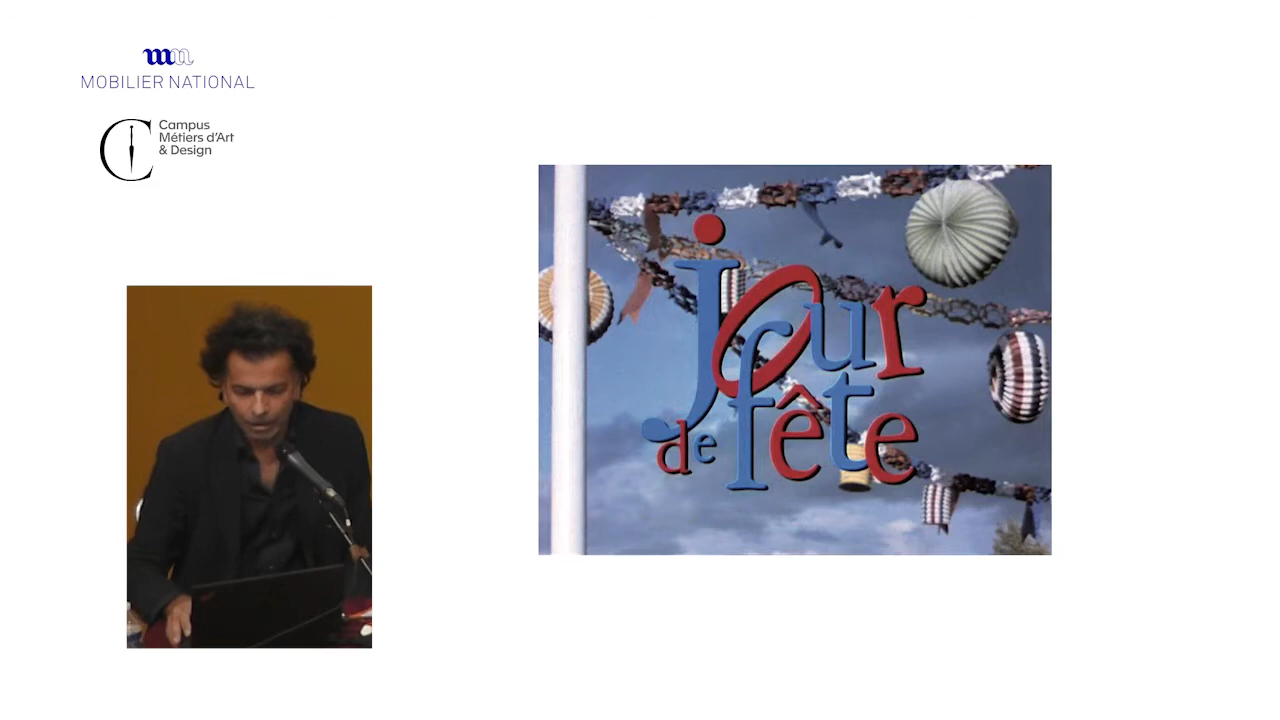 MOBILIER NATIONAL
Campus
Métiers d'Art
& Design
jour
de fête